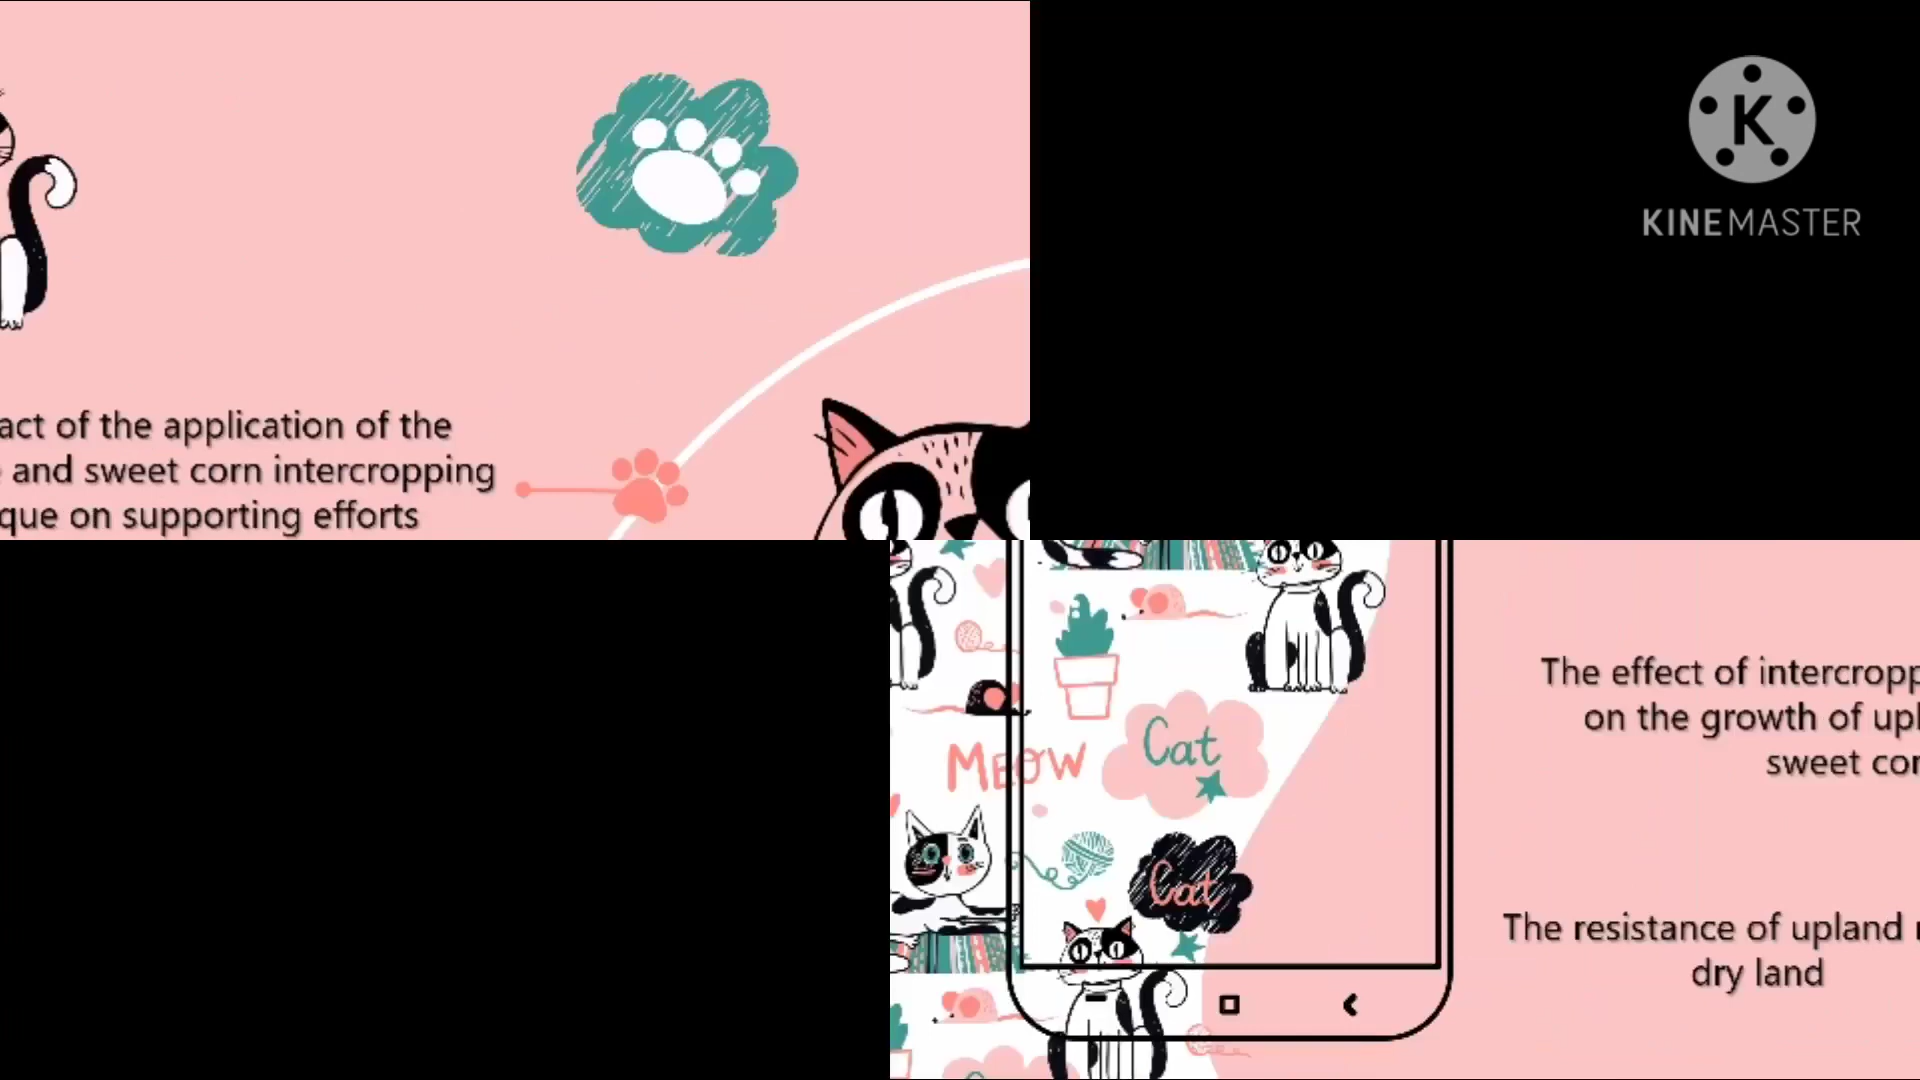 KINEMASTER
act of the application of the
and sweet corn intercropping
que on supporting efforts
The effect of intercropp
on the growth of upl
sweet cor
MEOW
Cat
Cat
The resistance of upland
dry land